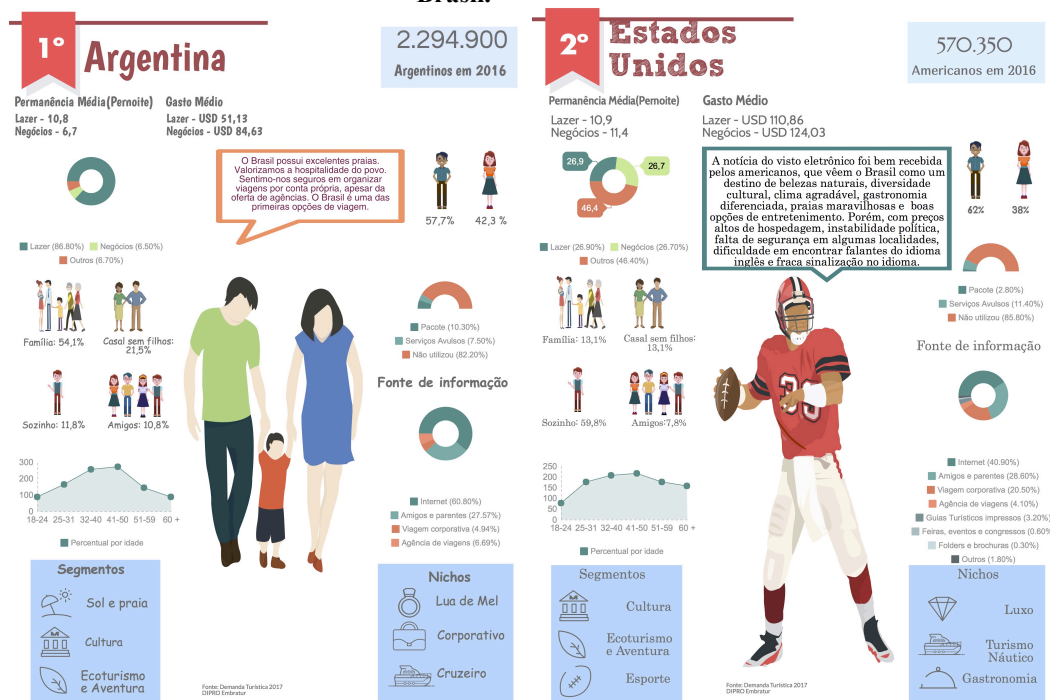 Brasil.
1º
Argentina
2.294.900
Argentinos em 2016
Permanência Média(Pernoite)
Lazer - 10,8
Negócios - 6,7
Gasto Médio
Lazer - USD 51,13
Negócios - USD 84,63
O Brasil possui excelentes praias.
Valorizamos a hospitalidade do povo.
Sentimo-nos seguros em organizar
viagens por conta própria, apesar da
oferta de agências. O Brasil é uma das
primeiras opções de viagem.
57,7%
42,3 %
Lazer (86.80%)
Negócios (6.50%)
Outros (6.70%)
Família: 54,1%
Casal sem filhos:
21,5%
Sozinho: 11,8%
Amigos: 10,8%
Pacote (10.30%)
Serviços Avulsos (7.50%)
Não utilizou (82.20%)
Fonte de informação
Internet (60.80%)
Amigos e parentes (27.57%)
Viagem corporativa (4.94%)
Agência de viagens (6.69%)
300
200
100
0
18-24 25-31 32-40 41-50 51-59 60 +
Percentual por idade
Segmentos
Sol e praia
Cultura
Ecoturismo
e Aventura
Nichos
Lua de Mel
Corporativo
Cruzeiro
Fonte: Demanda Turística 2017
DIPRO Embratur
2º
Estados
Unidos
570.350
Americanos em 2016
Permanência Média(Pernoite)
Lazer - 10,9
Negócios - 11,4
Gasto Médio
Lazer - USD 110,86
Negócios - USD 124,03
26,9
26,7
46,4
A notícia do visto eletrônico foi bem recebida
pelos americanos, que vêem o Brasil como um
destino de belezas naturais, diversidade
cultural, clima agradável, gastronomia
diferenciada, praias maravilhosas e boas
opções de entretenimento. Porém, com preços
altos de hospedagem, instabilidade política,
falta de segurança em algumas localidades,
dificuldade em encontrar falantes do idioma
inglês e fraca sinalização no idioma.
62%
38%
Lazer (26.90%)
Negócios (26.70%)
Outros (46.40%)
Família: 13,1%
Casal sem filhos:
13,1%
Sozinho: 59,8%
Amigos:7,8%
Pacote (2.80%)
Serviços Avulsos (11.40%)
Não utilizou (85.80%)
Fonte de informação
Internet (40.90%)
Amigos e parentes (28.60%)
Viagem corporativa (20.50%)
Agência de viagens (4.10%)
Guias Turísticos impressos (3.20%)
Feiras, eventos e congressos (0.60%
Folders e brochuras (0.30%)
Outros (1.80%)
250
200
150
100
50
0
18-24 25-31 32-40 41-50 51-59 60 +
Percentual por idade
39
Segmentos
Cultura
Ecoturismo
e Aventura
Esporte
Nichos
Luxo
Turismo
Náutico
Gastronomia
Fonte: Demanda Turística 2017
DIPRO Embratur